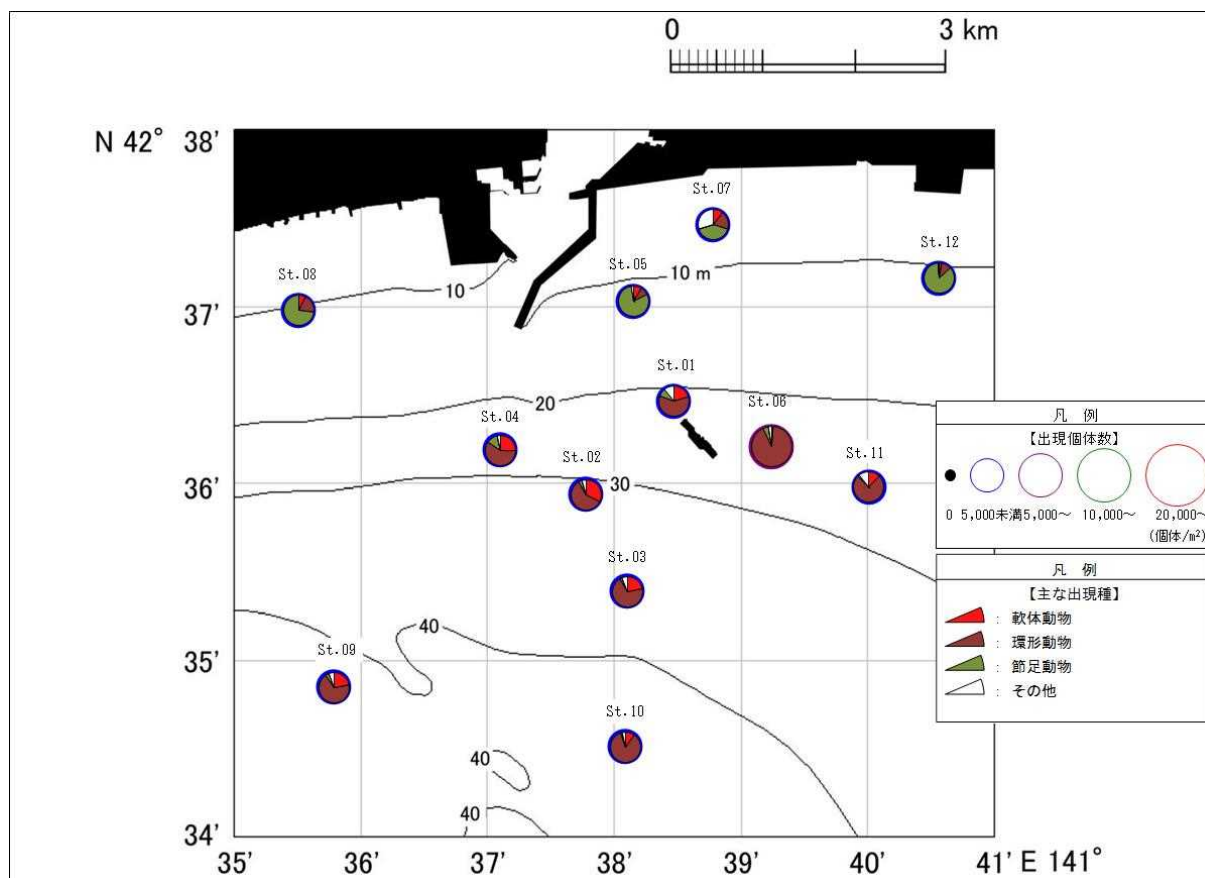 0 3 km
N 42° 38'
St.07
St.12
St.08
St.05
10 m
10
37'
St.01
20
St.04
St.06
St.02
St.11
36'
30
凡 例
【出現個体数】
0 5,000未満 5,000～ 10,000～ 20,000～
(個体/m²)
St.03
凡 例
【主な出現種】
: 軟体動物
: 環形動物
: 節足動物
: その他
40
35'
St.09
St.10
40
40
34'
35' 36' 37' 38' 39' 40' 41' E 141°